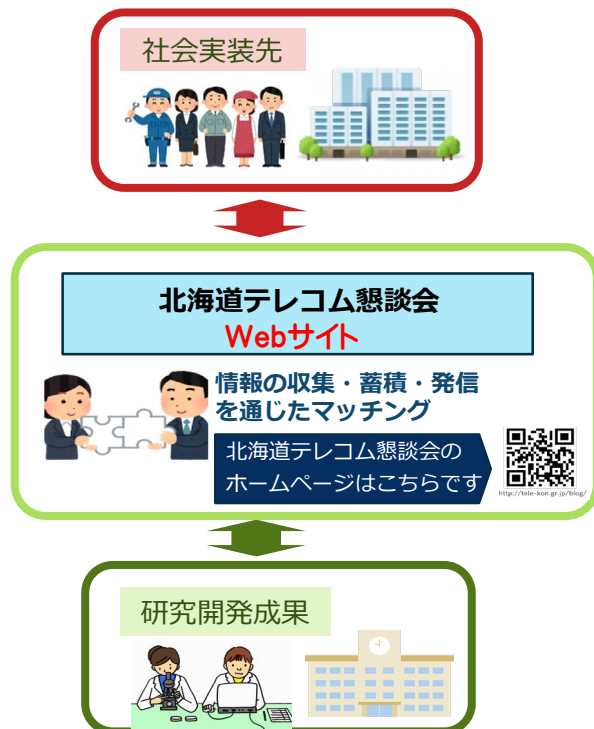 社会実装先
北海道テレコム懇談会
Webサイト
情報の収集・蓄積・発信
を通じたマッチング
北海道テレコム懇談会の
ホームページはこちらです
http://tele-kon.gr.jp/blog/
研究開発成果